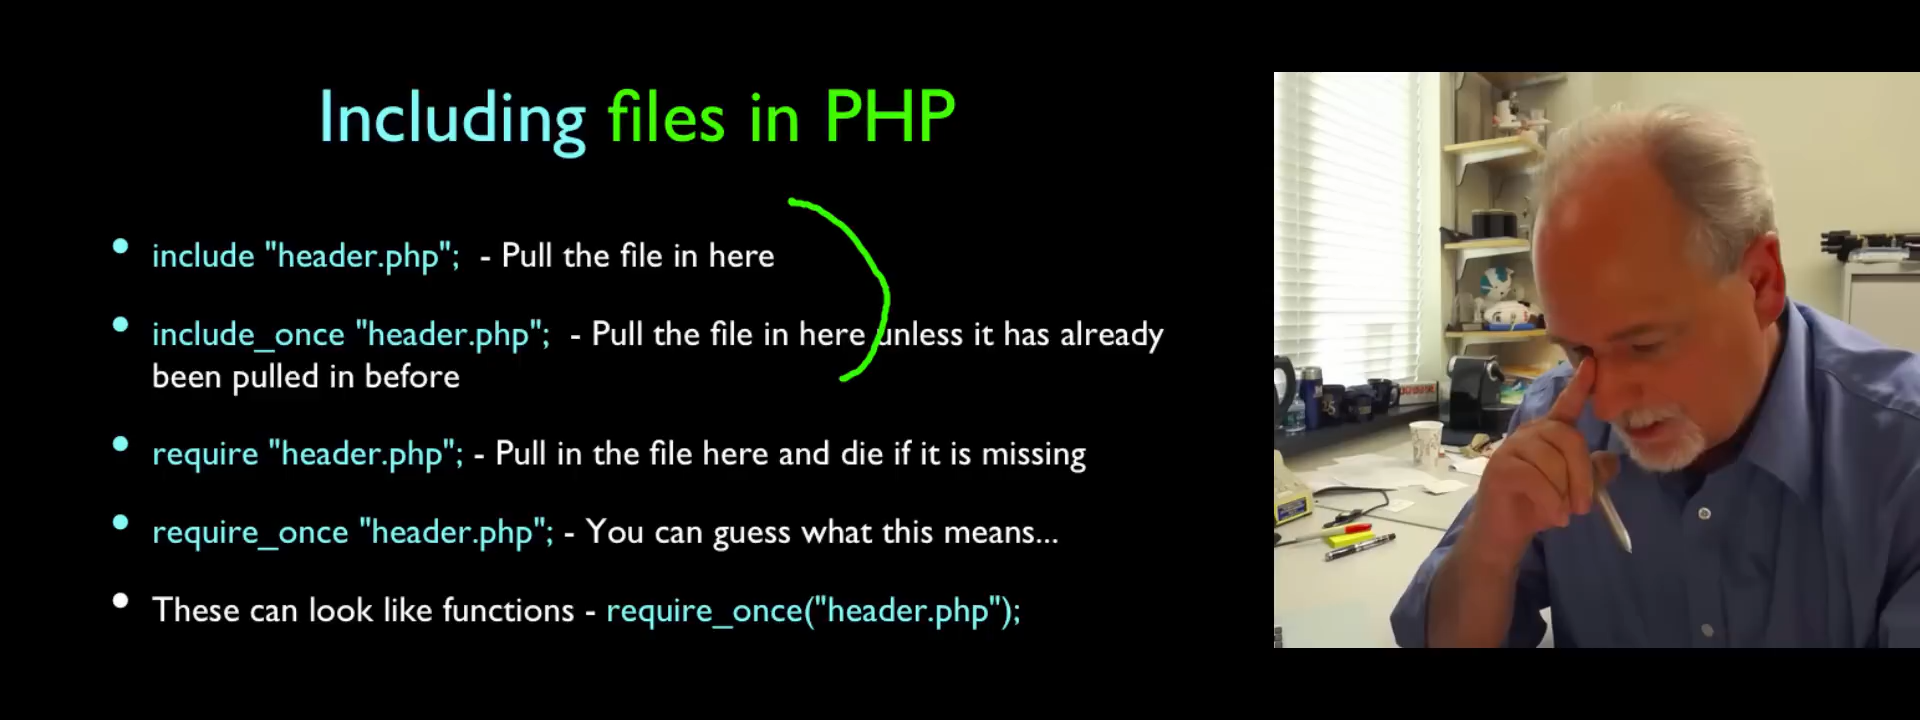 Including files in PHP
• include "header.php";  - Pull the file in here
• include_once "header.php";  - Pull the file in here unless it has already
been pulled in before
• require "header.php"; - Pull in the file here and die if it is missing
• require_once "header.php"; - You can guess what this means...
• These can look like functions - require_once("header.php");
25